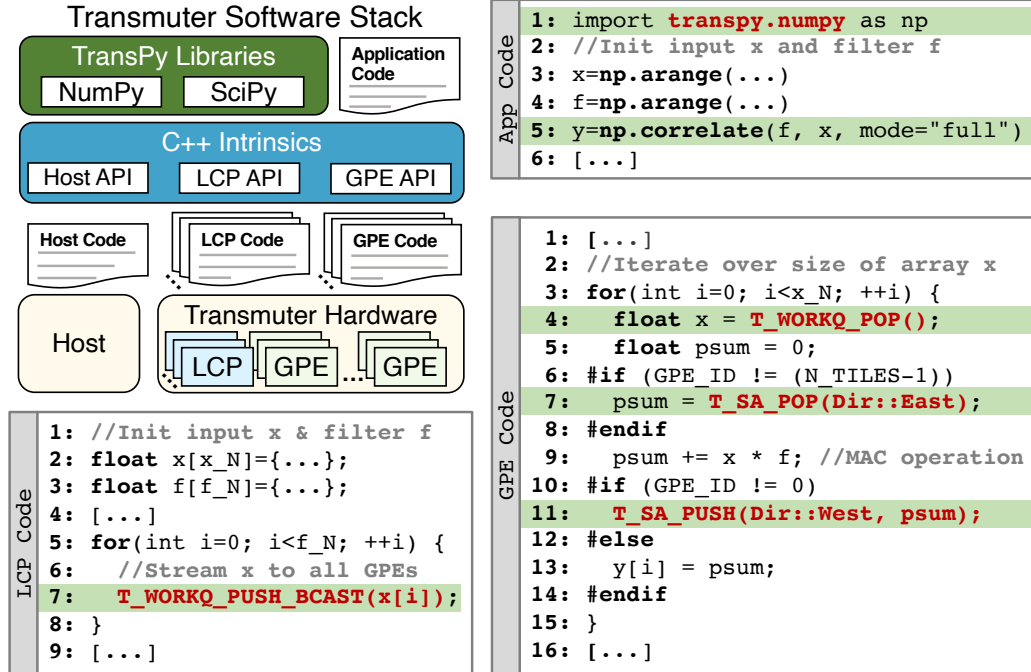 Transmuter Software Stack
TransPy Libraries
NumPy
SciPy
Application
Code
C++ Intrinsics
Host API
LCP API
GPE API
Host Code
LCP Code
GPE Code
Host
Transmuter Hardware
LCP
GPE
...
GPE
LCP Code
1: //Init input x & filter f
2: float x[x_N]={...};
3: float f[f_N]={...};
4: [...]
5: for(int i=0; i<f_N; ++i) {
6:   //Stream x to all GPEs
7:   T_WORKQ_PUSH_BCAST(x[i]);
8: }
9: [...]
App Code
1: import transpy.numpy as np
2: //Init input x and filter f
3: x=np.arange(...)
4: f=np.arange(...)
5: y=np.correlate(f, x, mode="full")
6: [...]
GPE Code
1: [...]
2: //Iterate over size of array x
3: for(int i=0; i<x_N; ++i) {
4:   float x = T_WORKQ_POP();
5:   float psum = 0;
6: #if (GPE_ID != (N_TILES-1))
7:   psum = T_SA_POP(Dir::East);
8: #endif
9:   psum += x * f; //MAC operation
10: #if (GPE_ID != 0)
11:   T_SA_PUSH(Dir::West, psum);
12: #else
13:   y[i] = psum;
14: #endif
15: }
16: [...]